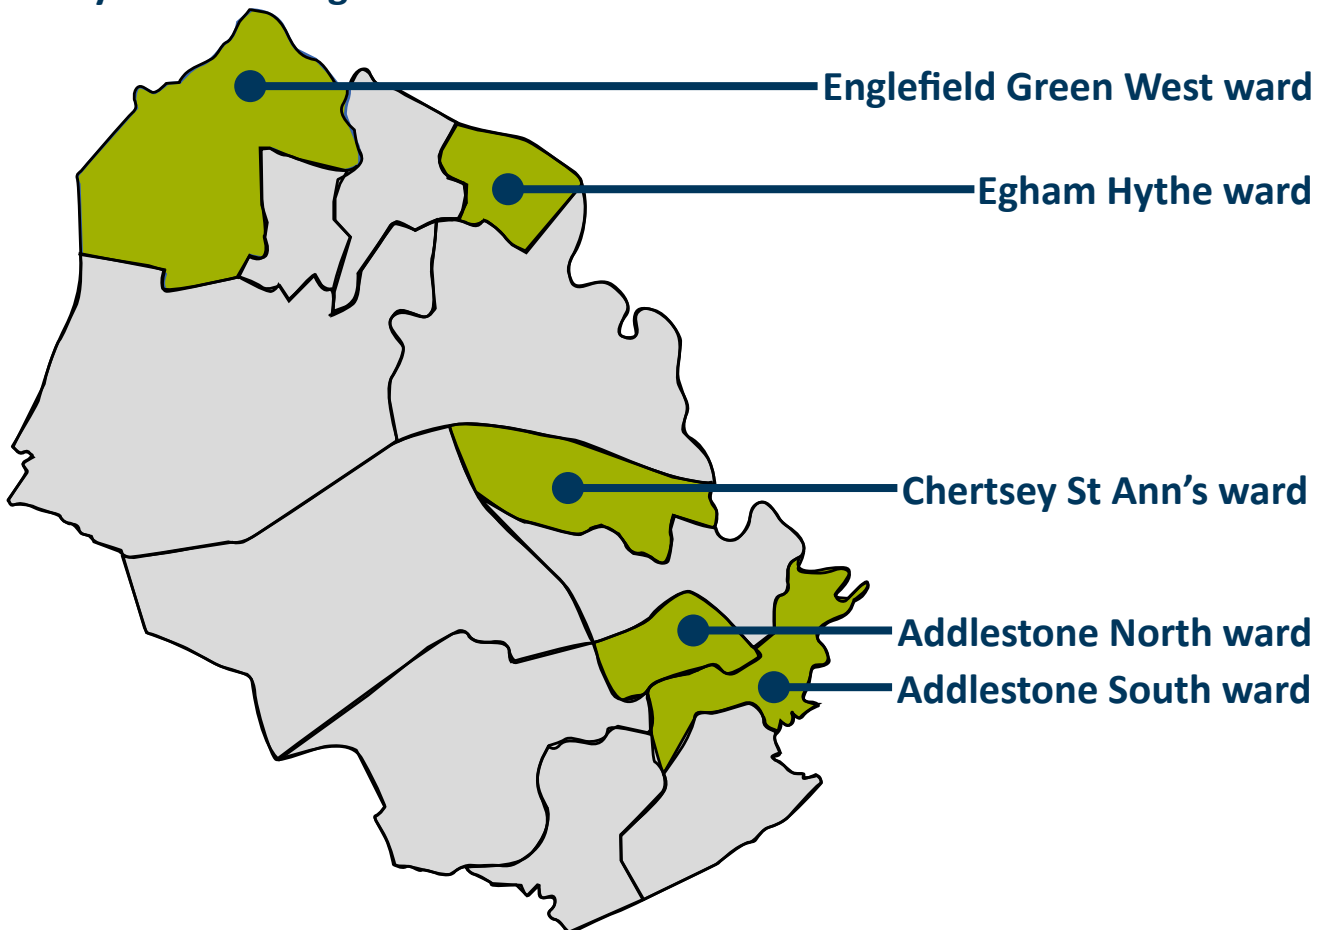 Englefield Green West ward
Egham Hythe ward
Chertsey St Ann’s ward
Addlestone North ward
Addlestone South ward